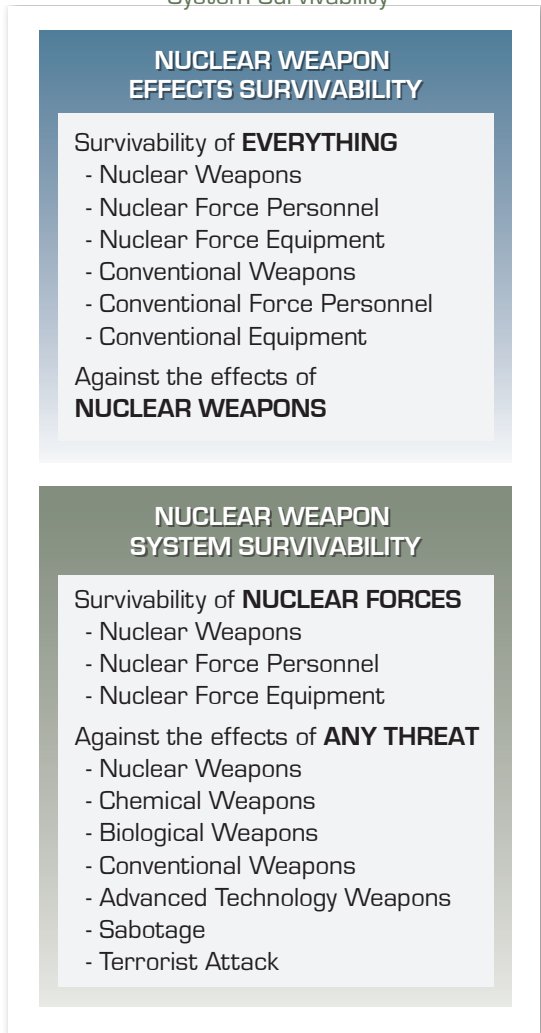 System Survivability
NUCLEAR WEAPON
EFFECTS SURVIVABILITY
Survivability of EVERYTHING
- Nuclear Weapons
- Nuclear Force Personnel
- Nuclear Force Equipment
- Conventional Weapons
- Conventional Force Personnel
- Conventional Equipment
Against the effects of
NUCLEAR WEAPONS
NUCLEAR WEAPON
SYSTEM SURVIVABILITY
Survivability of NUCLEAR FORCES
- Nuclear Weapons
- Nuclear Force Personnel
- Nuclear Force Equipment
Against the effects of ANY THREAT
- Nuclear Weapons
- Chemical Weapons
- Biological Weapons
- Conventional Weapons
- Advanced Technology Weapons
- Sabotage
- Terrorist Attack